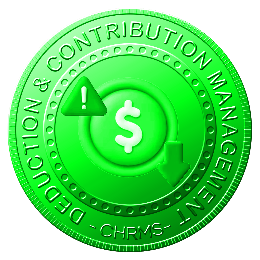 DEDUCTION & CONTRIBUTION MANAGEMENT
!
$
- CHRMS -